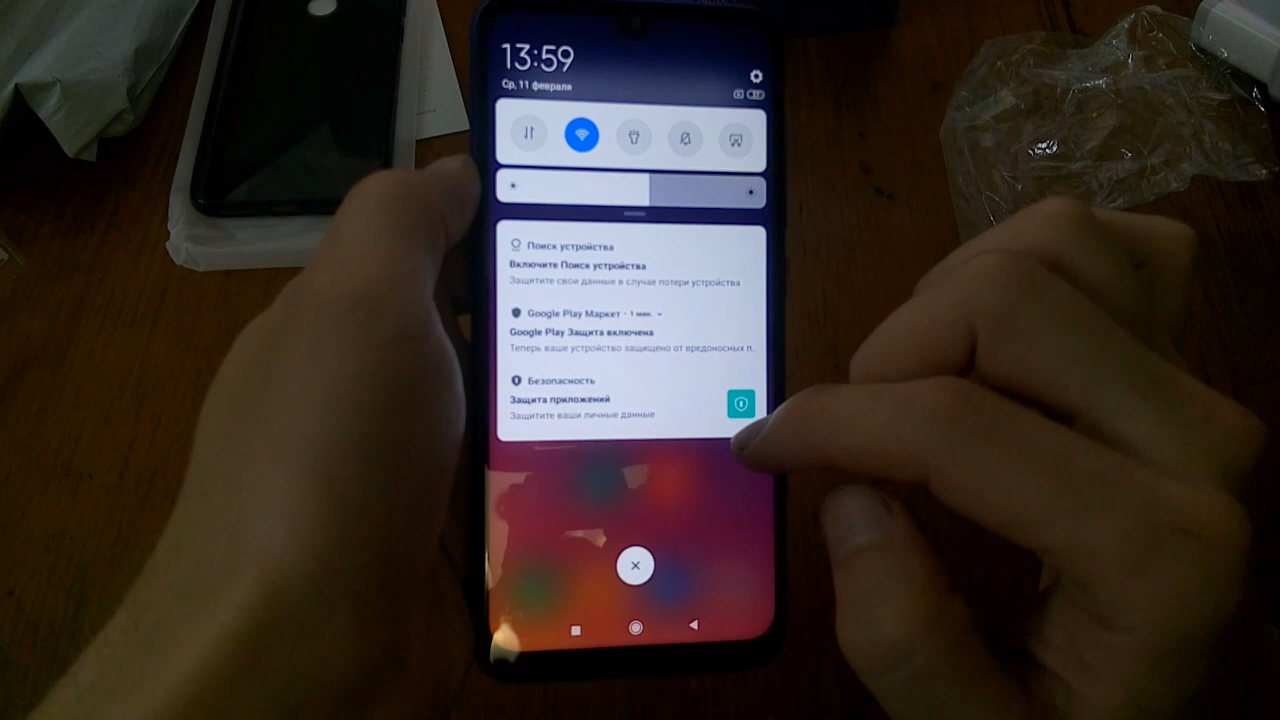 13:59
Ср, 11 февраля
Поиск устройства
Включите Поиск устройства
Защитите свои данные в случае потери устройства
Google Play Маркет · 1 мин.
Google Play Защита включена
Теперь ваше устройство защищено от вредоносных п..
Безопасность
Защита приложений
Защитите ваши личные данные